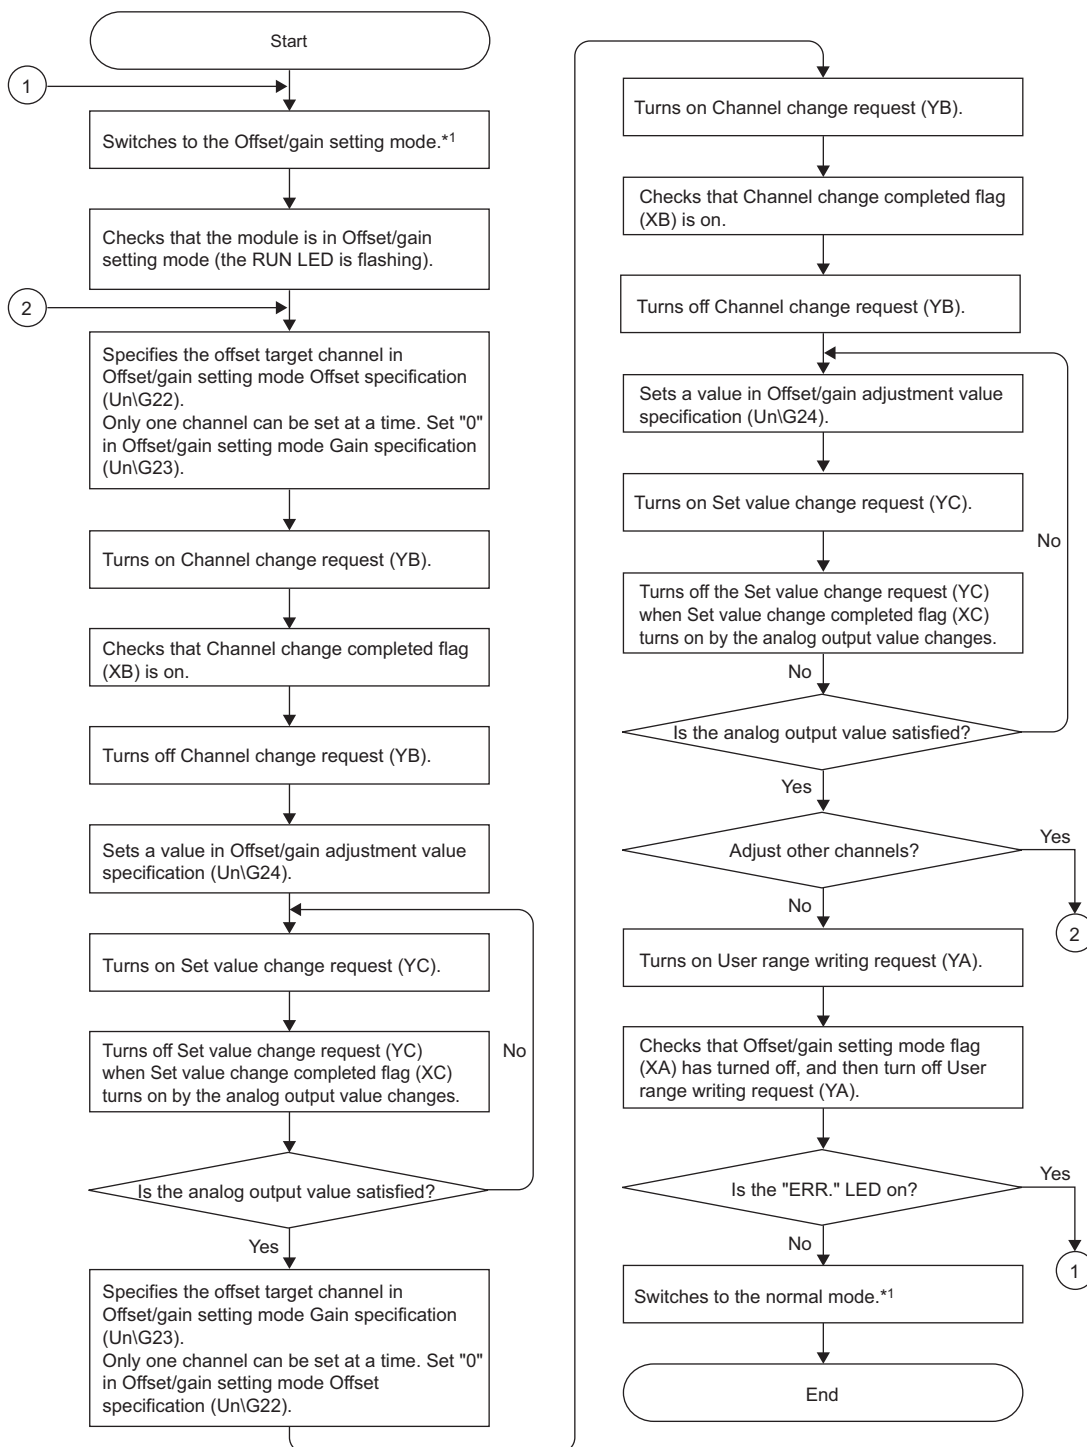 Start
1
Switches to the Offset/gain setting mode.*1
Checks that the module is in Offset/gain
setting mode (the RUN LED is flashing).
2
Specifies the offset target channel in
Offset/gain setting mode Offset specification
(Un\G22).
Only one channel can be set at a time. Set "0"
in Offset/gain setting mode Gain specification
(Un\G23).
Turns on Channel change request (YB).
Checks that Channel change completed flag
(XB) is on.
Turns off Channel change request (YB).
Sets a value in Offset/gain adjustment value
specification (Un\G24).
Turns on Set value change request (YC).
Turns off Set value change request (YC)
when Set value change completed flag (XC)
turns on by the analog output value changes.
No
Is the analog output value satisfied?
Yes
Specifies the offset target channel in
Offset/gain setting mode Gain specification
(Un\G23).
Only one channel can be set at a time. Set "0"
in Offset/gain setting mode Offset
specification (Un\G22).
Turns on Channel change request (YB).
Checks that Channel change completed flag
(XB) is on.
Turns off Channel change request (YB).
Sets a value in Offset/gain adjustment value
specification (Un\G24).
Turns on Set value change request (YC).
No
Turns off the Set value change request (YC)
when Set value change completed flag (XC)
turns on by the analog output value changes.
No
Is the analog output value satisfied?
Yes
Adjust other channels?
Yes
2
No
Turns on User range writing request (YA).
Checks that Offset/gain setting mode flag
(XA) has turned off, and then turn off User
range writing request (YA).
Is the "ERR." LED on?
Yes
1
No
Switches to the normal mode.*1
End